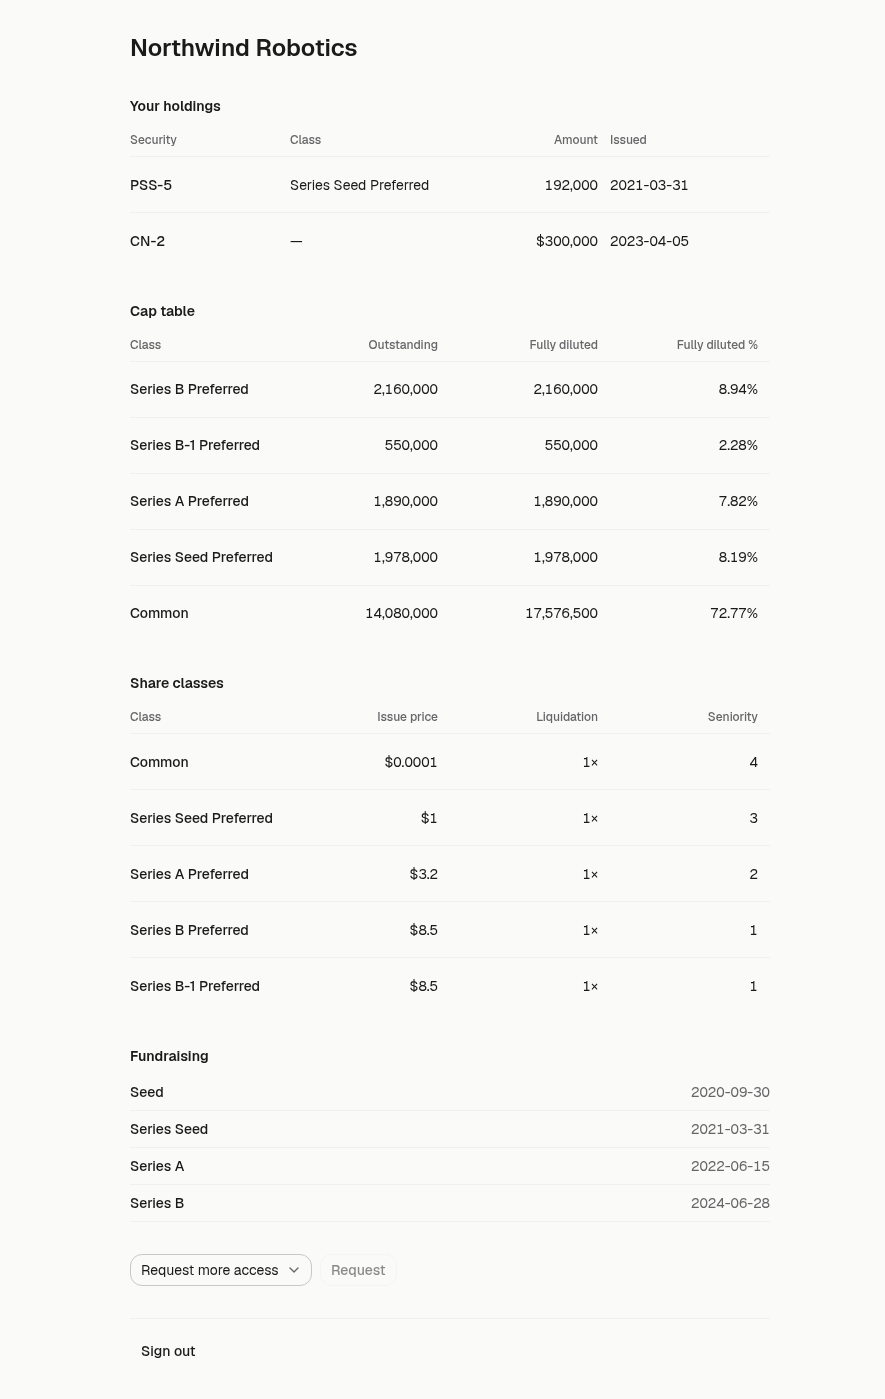 Northwind Robotics
Your holdings
Security Class Amount Issued
PSS-5 Series Seed Preferred 192,000 2021-03-31
CN-2 — $300,000 2023-04-05
Cap table
Class Outstanding Fully diluted Fully diluted %
Series B Preferred 2,160,000 2,160,000 8.94%
Series B-1 Preferred 550,000 550,000 2.28%
Series A Preferred 1,890,000 1,890,000 7.82%
Series Seed Preferred 1,978,000 1,978,000 8.19%
Common 14,080,000 17,576,500 72.77%
Share classes
Class Issue price Liquidation Seniority
Common $0.0001 1× 4
Series Seed Preferred $1 1× 3
Series A Preferred $3.2 1× 2
Series B Preferred $8.5 1× 1
Series B-1 Preferred $8.5 1× 1
Fundraising
Seed 2020-09-30
Series Seed 2021-03-31
Series A 2022-06-15
Series B 2024-06-28
Request more access Request
Sign out